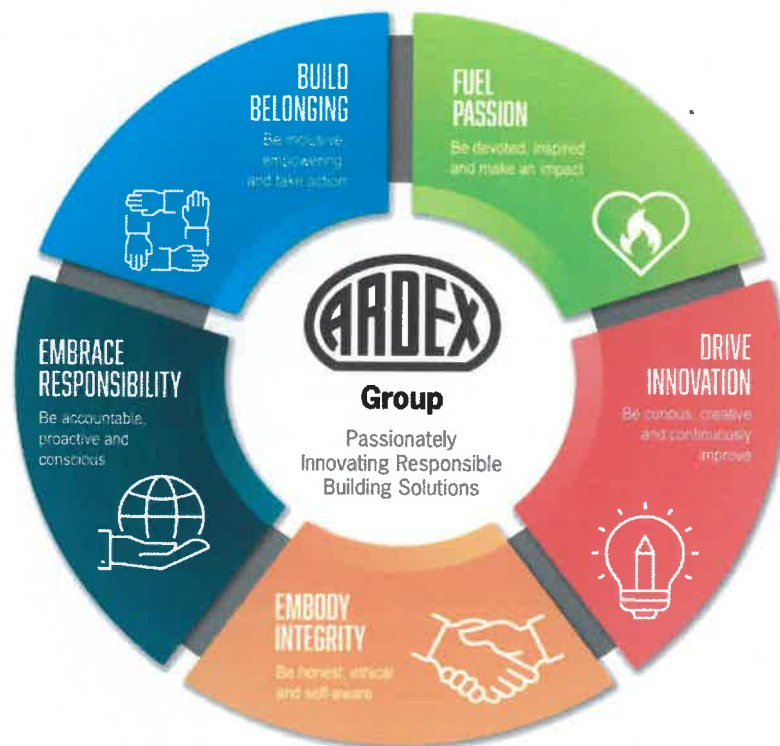 BUILD
BELONGING
Be inclusive,
empowering
and take action
FUEL
PASSION
Be devoted, inspired
and make an impact
DRIVE
INNOVATION
Be curious, creative
and continuously
improve
EMBODY
INTEGRITY
Be honest, ethical
and self-aware
EMBRACE
RESPONSIBILITY
Be accountable,
proactive and
conscious
ARDEX
Group
Passionately
Innovating Responsible
Building Solutions